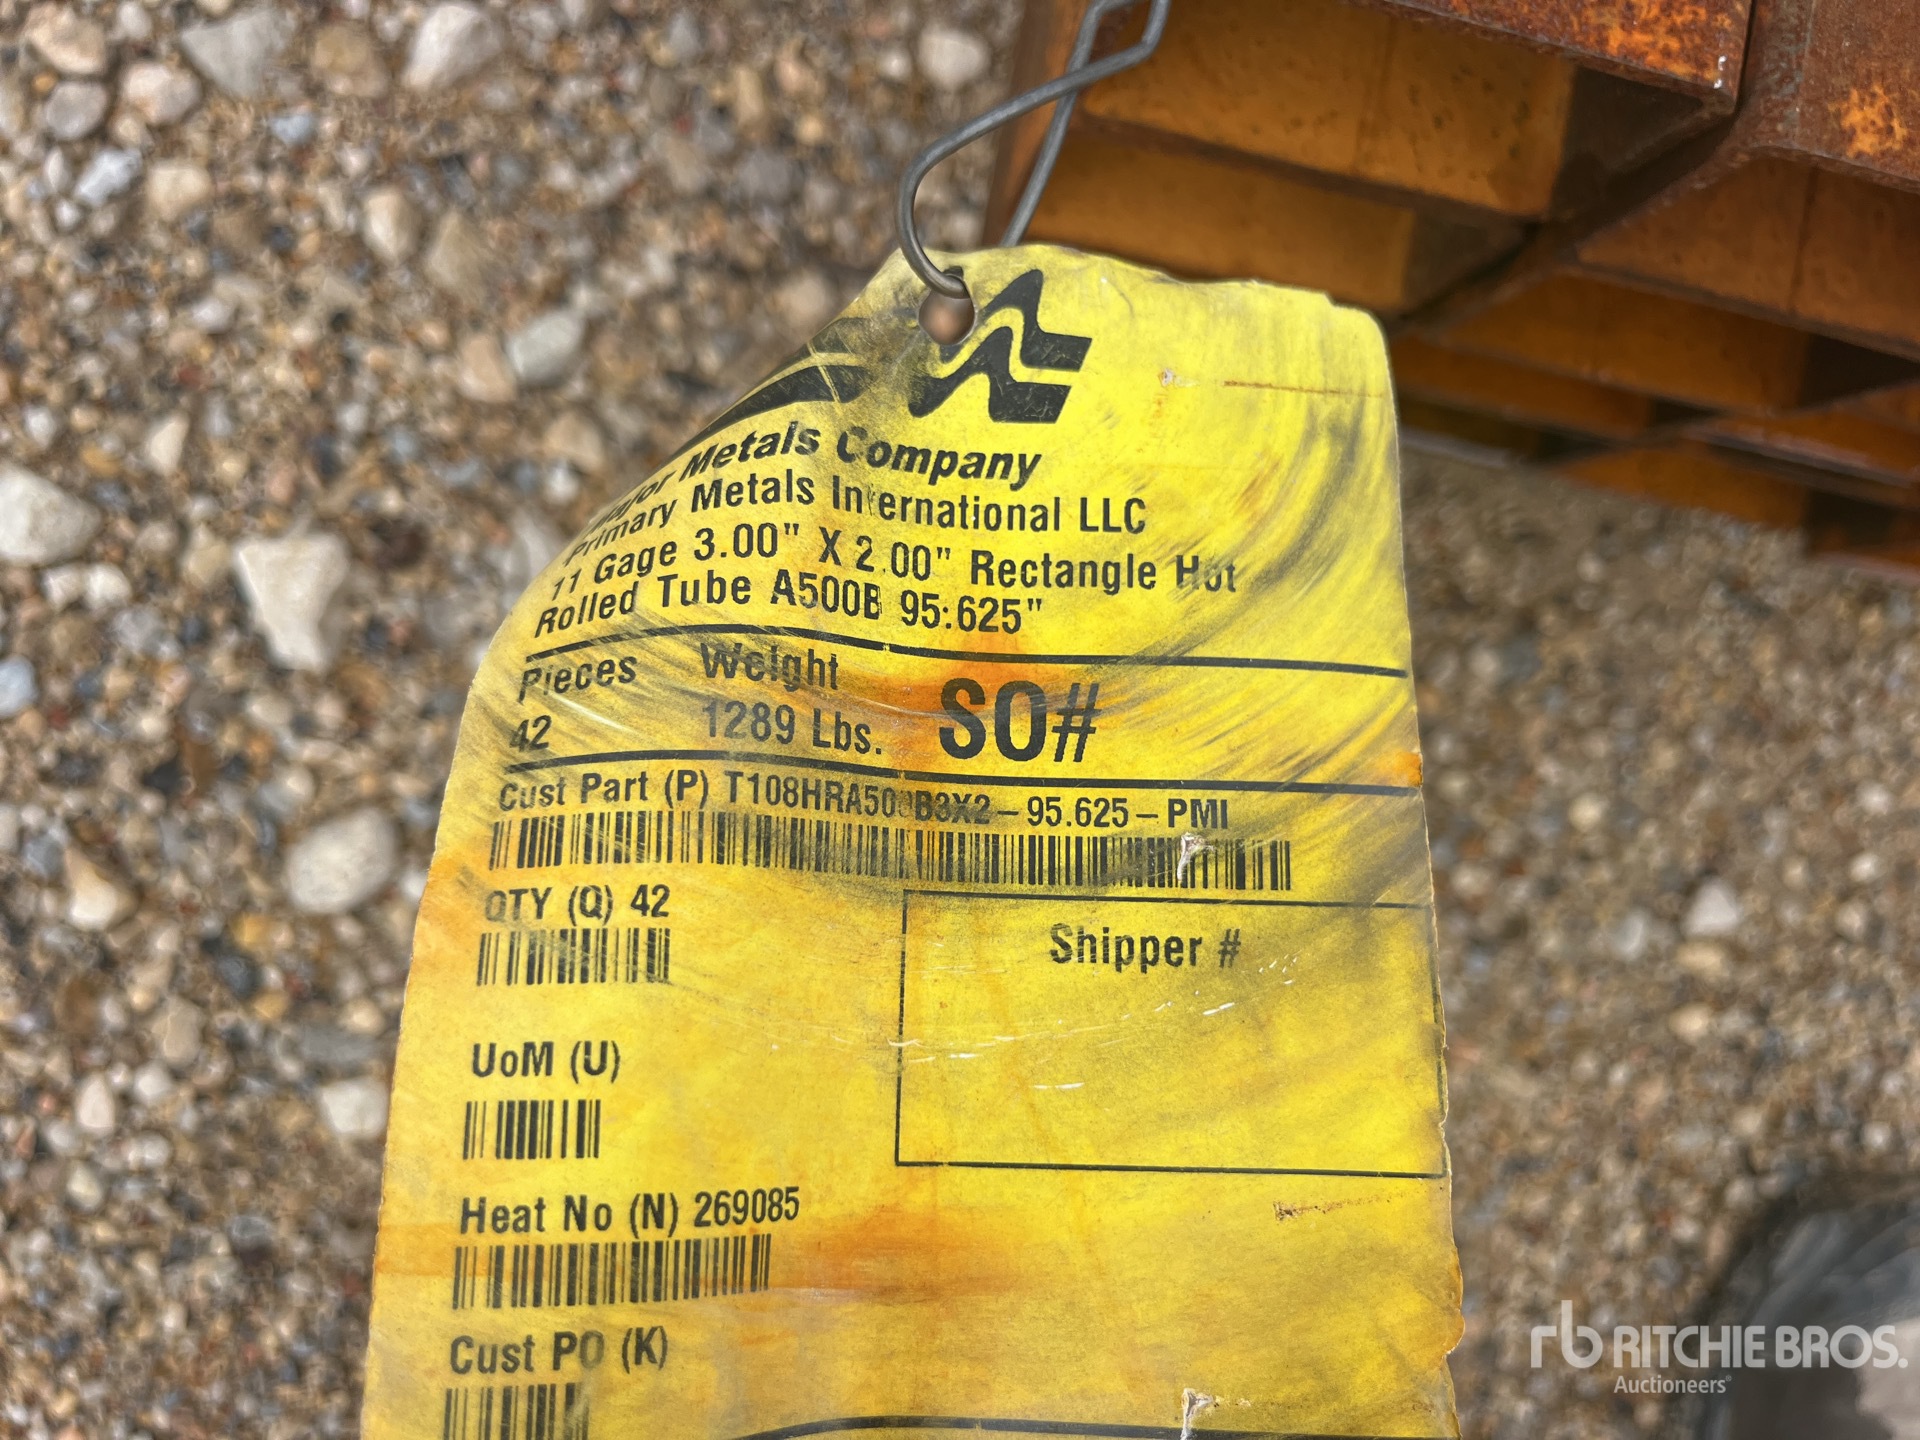 Major Metals Company
Primary Metals International LLC
11 Gage 3.00" X 2.00" Rectangle Hot
Rolled Tube A500B 95.625"
Pieces Weight
42 1289 Lbs. SO#
Cust Part (P) T108HRA500B3X2-95.625-PMI
QTY (Q) 42
Shipper #
UoM (U)
Heat No (N) 269085
Cust PO (K)
rb RITCHIE BROS.
Auctioneers